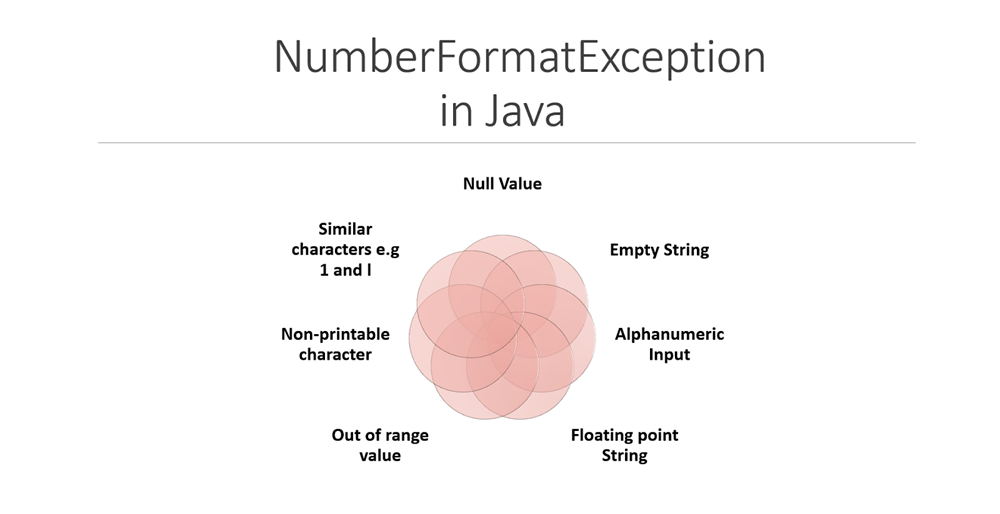 NumberFormatException
in Java
Null Value
Similar
characters e.g
1 and l
Empty String
Non-printable
character
Alphanumeric
Input
Out of range
value
Floating point
String